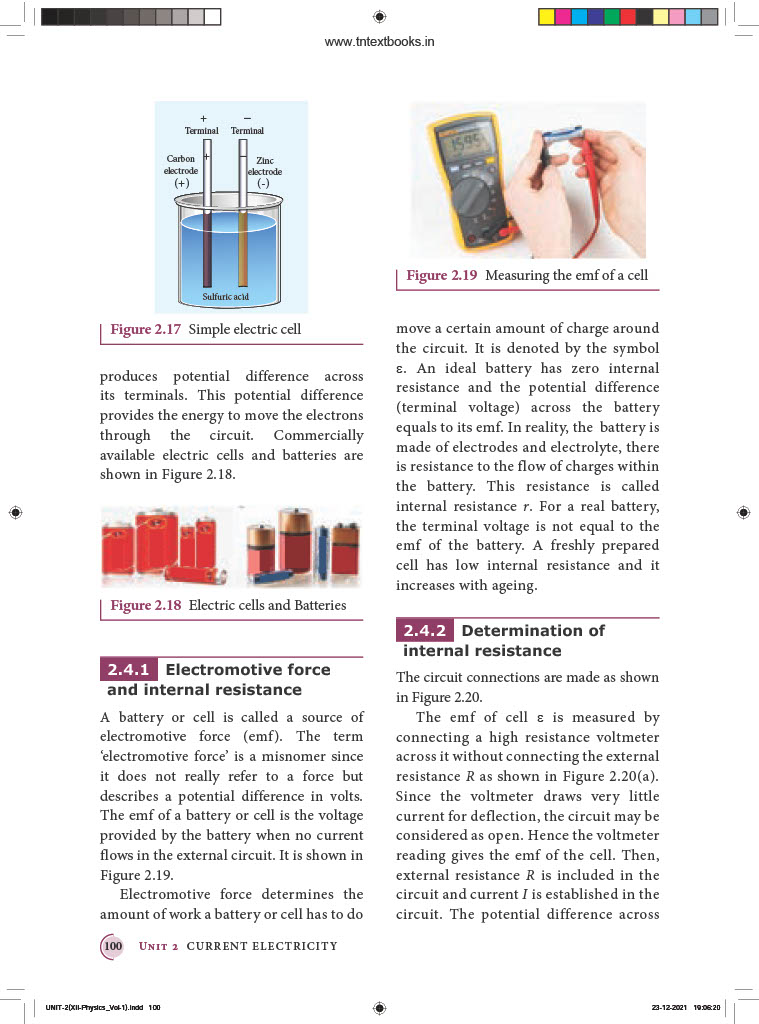 www.tntextbooks.in
+ −
Terminal Terminal
Carbon
electrode
(+)
+
−
Zinc
electrode
(-)
Sulfuric acid
Figure 2.17 Simple electric cell
produces potential difference across
its terminals. This potential difference
provides the energy to move the electrons
through the circuit. Commercially
available electric cells and batteries are
shown in Figure 2.18.
Figure 2.18 Electric cells and Batteries
2.4.1 Electromotive force
and internal resistance
A battery or cell is called a source of
electromotive force (emf). The term
‘electromotive force’ is a misnomer since
it does not really refer to a force but
describes a potential difference in volts.
The emf of a battery or cell is the voltage
provided by the battery when no current
flows in the external circuit. It is shown in
Figure 2.19.
Electromotive force determines the
amount of work a battery or cell has to do
1595
Figure 2.19 Measuring the emf of a cell
move a certain amount of charge around
the circuit. It is denoted by the symbol
ε. An ideal battery has zero internal
resistance and the potential difference
(terminal voltage) across the battery
equals to its emf. In reality, the battery is
made of electrodes and electrolyte, there
is resistance to the flow of charges within
the battery. This resistance is called
internal resistance r. For a real battery,
the terminal voltage is not equal to the
emf of the battery. A freshly prepared
cell has low internal resistance and it
increases with ageing.
2.4.2 Determination of
internal resistance
The circuit connections are made as shown
in Figure 2.20.
The emf of cell ε is measured by
connecting a high resistance voltmeter
across it without connecting the external
resistance R as shown in Figure 2.20(a).
Since the voltmeter draws very little
current for deflection, the circuit may be
considered as open. Hence the voltmeter
reading gives the emf of the cell. Then,
external resistance R is included in the
circuit and current I is established in the
circuit. The potential difference across
100 UNIT 2 CURRENT ELECTRICITY
UNIT-2(XII-Physics_Vol-1).indd 100
23-12-2021 19:06:20